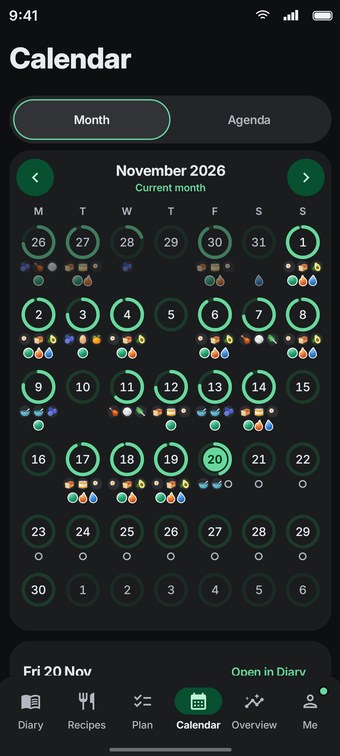 9:41
Calendar
Month Agenda
November 2026
Current month
M T W T F S S
26 27 28 29 30 31 1
2 3 4 5 6 7 8
9 10 11 12 13 14 15
16 17 18 19 20 21 22
23 24 25 26 27 28 29
30 1 2 3 4 5 6
Fri 20 Nov Open in Diary
Diary Recipes Plan Calendar Overview Me